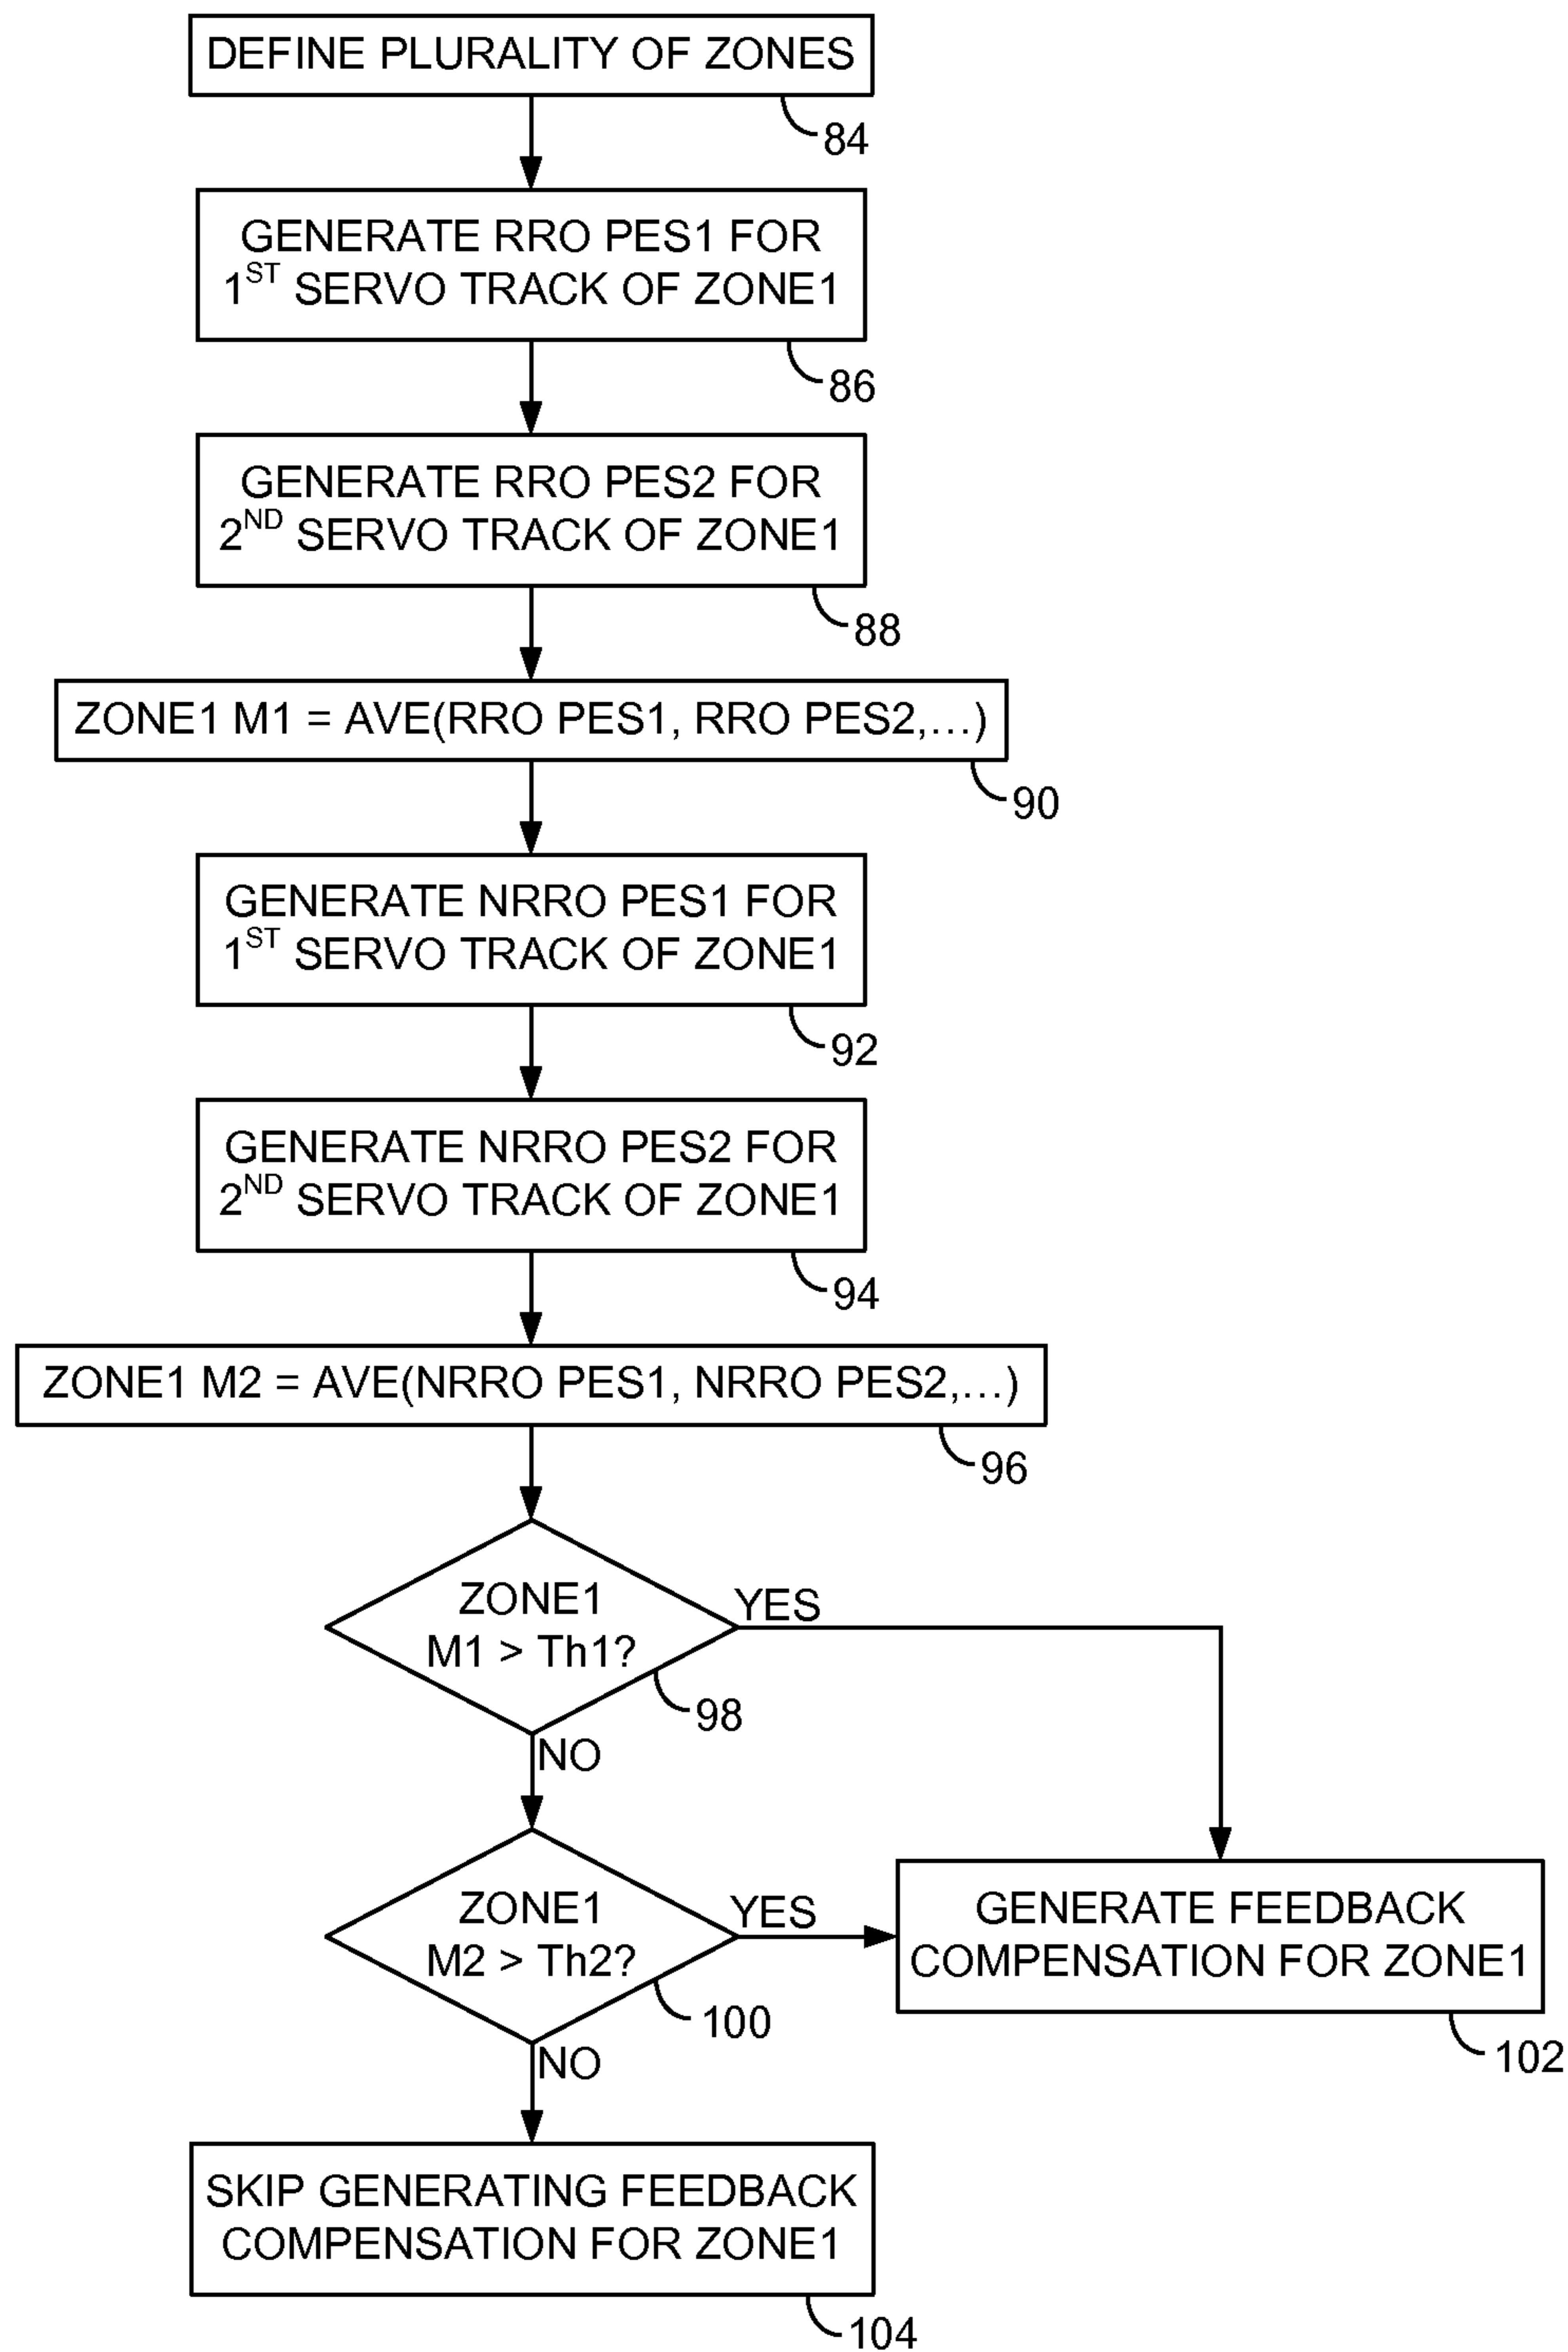 DEFINE PLURALITY OF ZONES
84
GENERATE RRO PES1 FOR
1ST SERVO TRACK OF ZONE1
86
GENERATE RRO PES2 FOR
2ND SERVO TRACK OF ZONE1
88
ZONE1 M1 = AVE(RRO PES1, RRO PES2,...)
90
GENERATE NRRO PES1 FOR
1ST SERVO TRACK OF ZONE1
92
GENERATE NRRO PES2 FOR
2ND SERVO TRACK OF ZONE1
94
ZONE1 M2 = AVE(NRRO PES1, NRRO PES2,...)
96
ZONE1
M1 > Th1?
YES
98
NO
ZONE1
M2 > Th2?
YES
100
NO
GENERATE FEEDBACK
COMPENSATION FOR ZONE1
102
SKIP GENERATING FEEDBACK
COMPENSATION FOR ZONE1
104